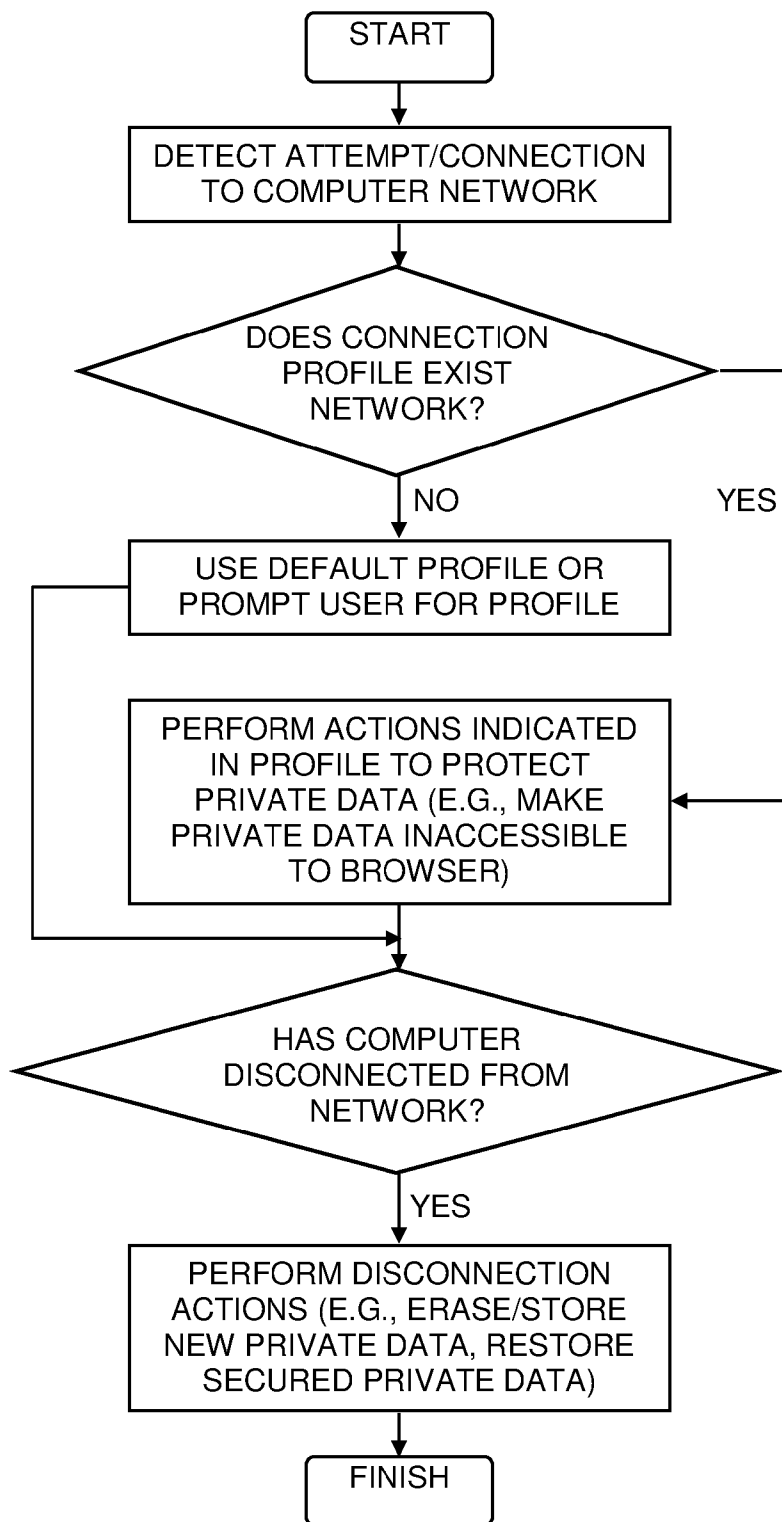 START
DETECT ATTEMPT/CONNECTION
TO COMPUTER NETWORK
DOES CONNECTION
PROFILE EXIST
NETWORK?
NO
YES
USE DEFAULT PROFILE OR
PROMPT USER FOR PROFILE
PERFORM ACTIONS INDICATED
IN PROFILE TO PROTECT
PRIVATE DATA (E.G., MAKE
PRIVATE DATA INACCESSIBLE
TO BROWSER)
HAS COMPUTER
DISCONNECTED FROM
NETWORK?
YES
PERFORM DISCONNECTION
ACTIONS (E.G., ERASE/STORE
NEW PRIVATE DATA, RESTORE
SECURED PRIVATE DATA)
FINISH